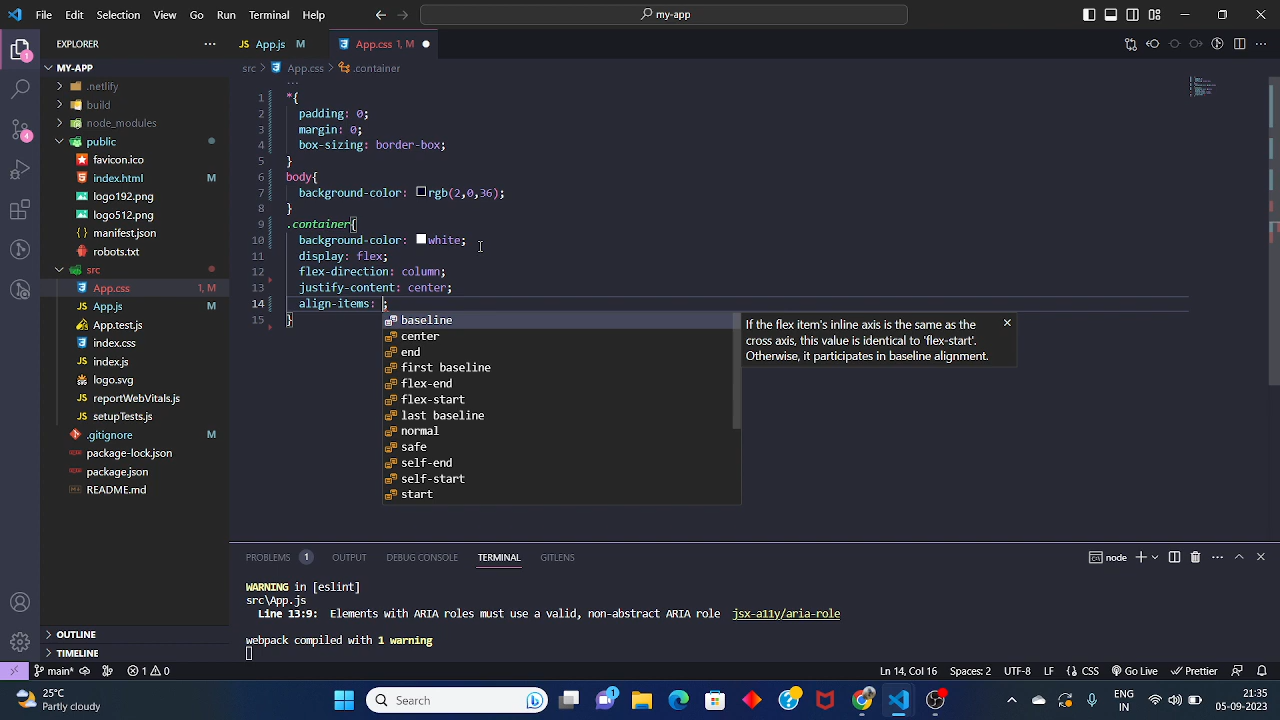 File Edit Selection View Go Run Terminal Help
my-app
EXPLORER
App.js M
App.css 1, M
MY-APP
src > App.css > .container
.netlify
build
node_modules
public
favicon.ico
index.html M
logo192.png
logo512.png
manifest.json
robots.txt
src
App.css 1, M
App.js M
App.test.js
index.css
index.js
logo.svg
reportWebVitals.js
setupTests.js
.gitignore M
package-lock.json
package.json
README.md
OUTLINE
TIMELINE
1 *{
2 padding: 0;
3 margin: 0;
4 box-sizing: border-box;
5 }
6 body{
7 background-color: rgb(2,0,36);
8 }
9 .container{
10 background-color: white;
11 display: flex;
12 flex-direction: column;
13 justify-content: center;
14 align-items: ;
15 }
baseline
center
end
first baseline
flex-end
flex-start
last baseline
normal
safe
self-end
self-start
start
If the flex item's inline axis is the same as the
cross axis, this value is identical to 'flex-start'.
Otherwise, it participates in baseline alignment.
PROBLEMS 1 OUTPUT DEBUG CONSOLE TERMINAL GITLENS
node
WARNING in [eslint]
src\App.js
Line 13:9: Elements with ARIA roles must use a valid, non-abstract ARIA role jsx-a11y/aria-role
webpack compiled with 1 warning
main* 1 0
Ln 14, Col 16 Spaces: 2 UTF-8 LF {} CSS Go Live Prettier
25°C
Partly cloudy
Search
1
ENG
IN
21:33